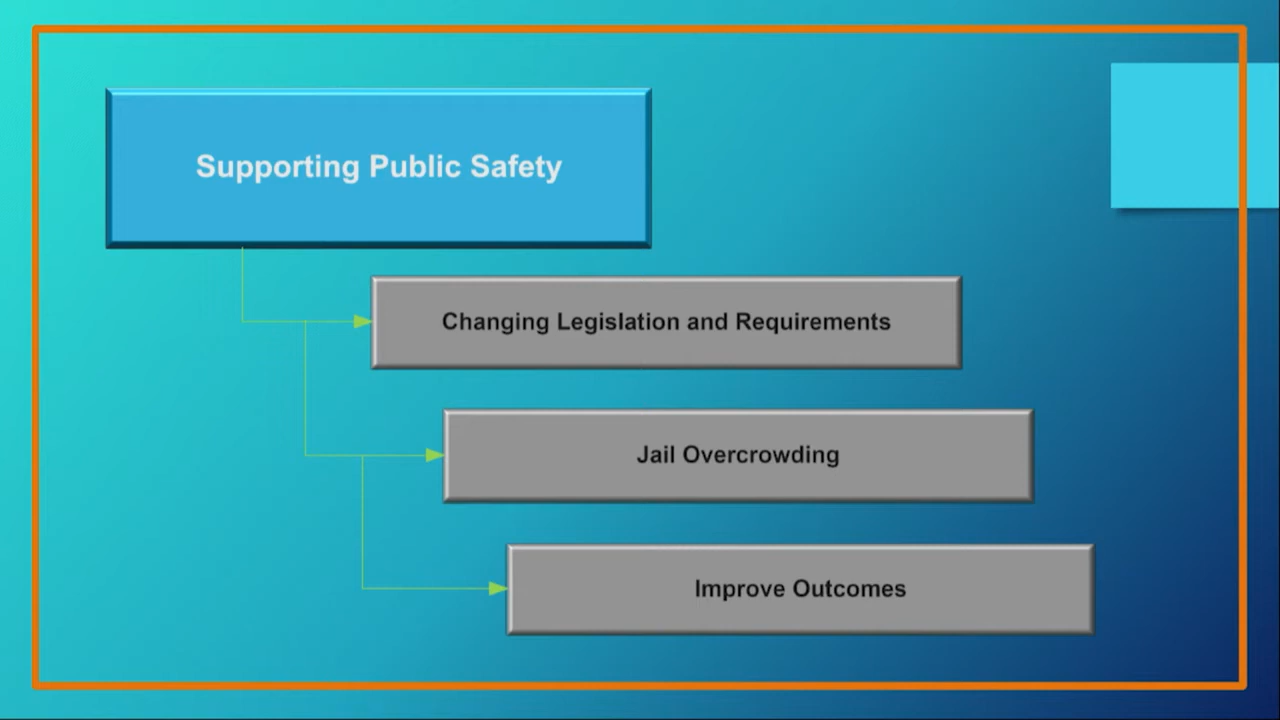 Supporting Public Safety
Changing Legislation and Requirements
Jail Overcrowding
Improve Outcomes